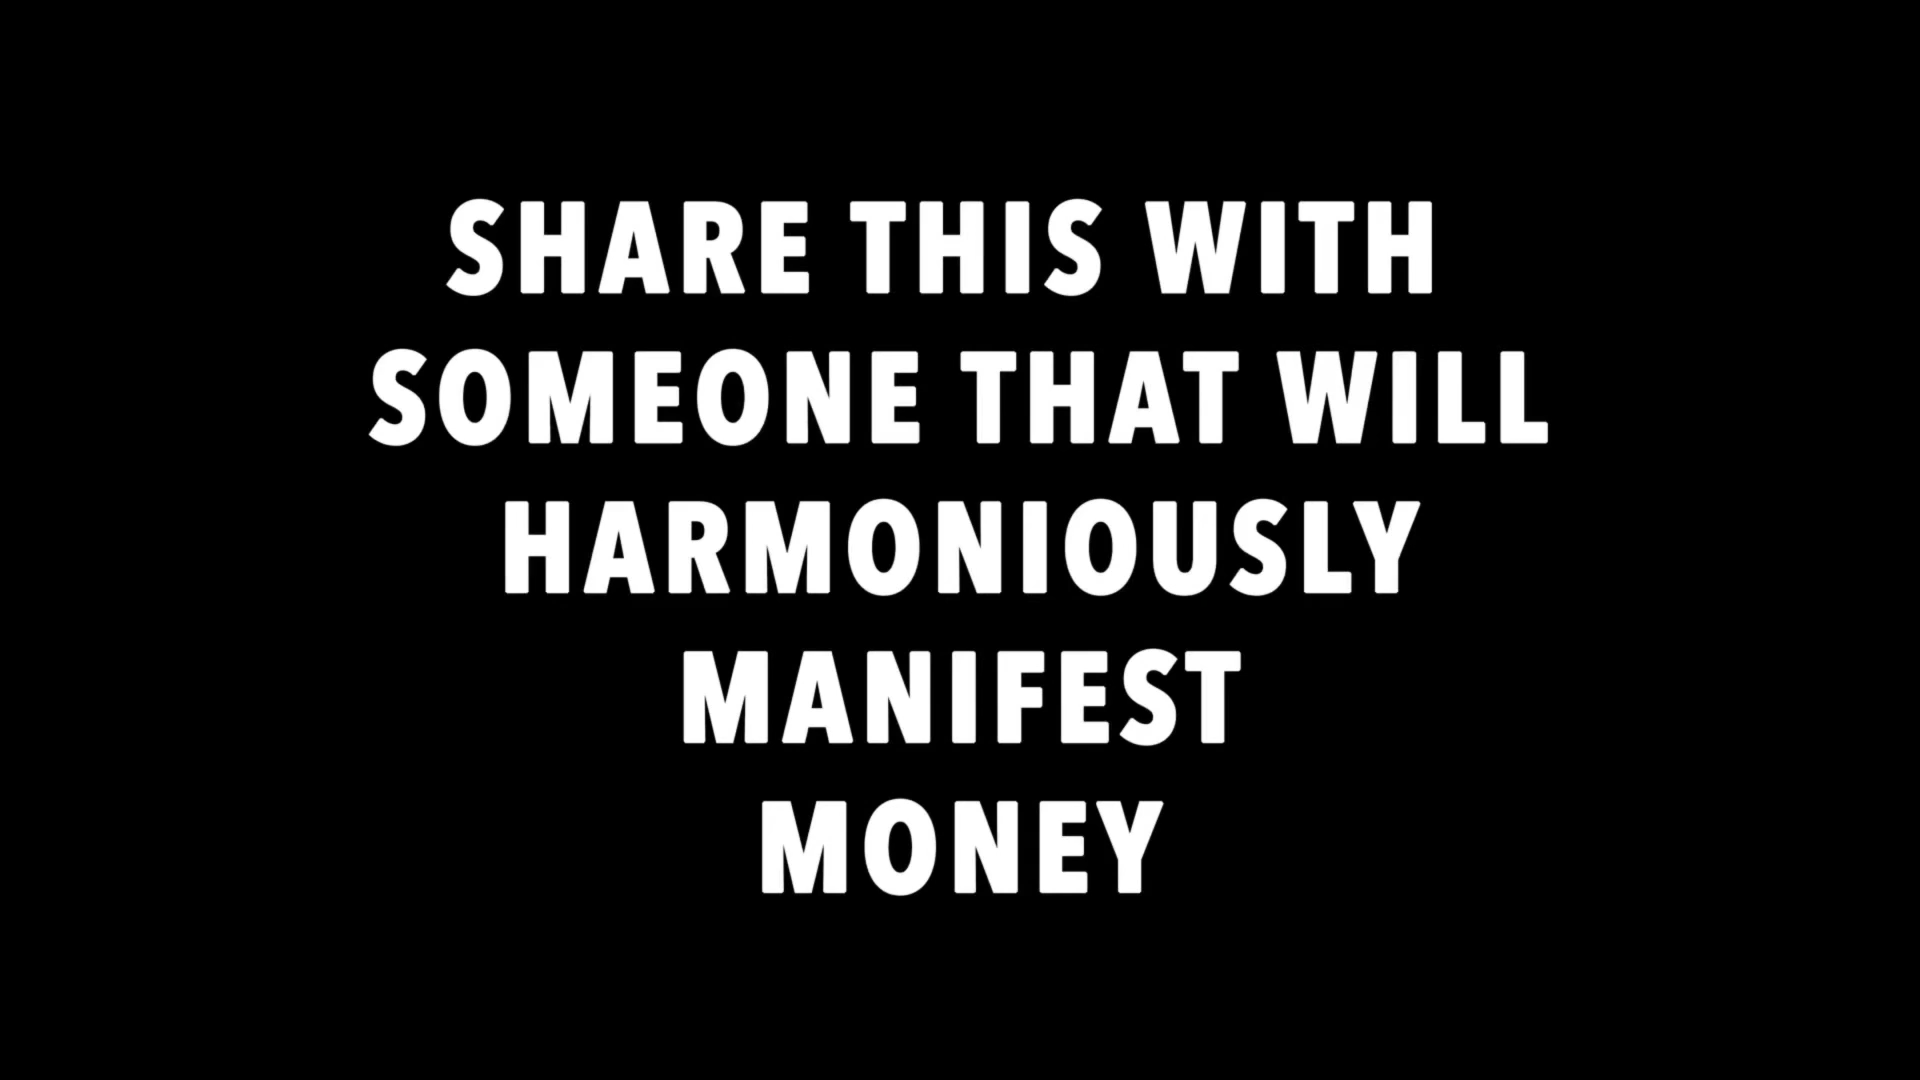 SHARE THIS WITH
SOMEONE THAT WILL
HARMONIOUSLY
MANIFEST
MONEY